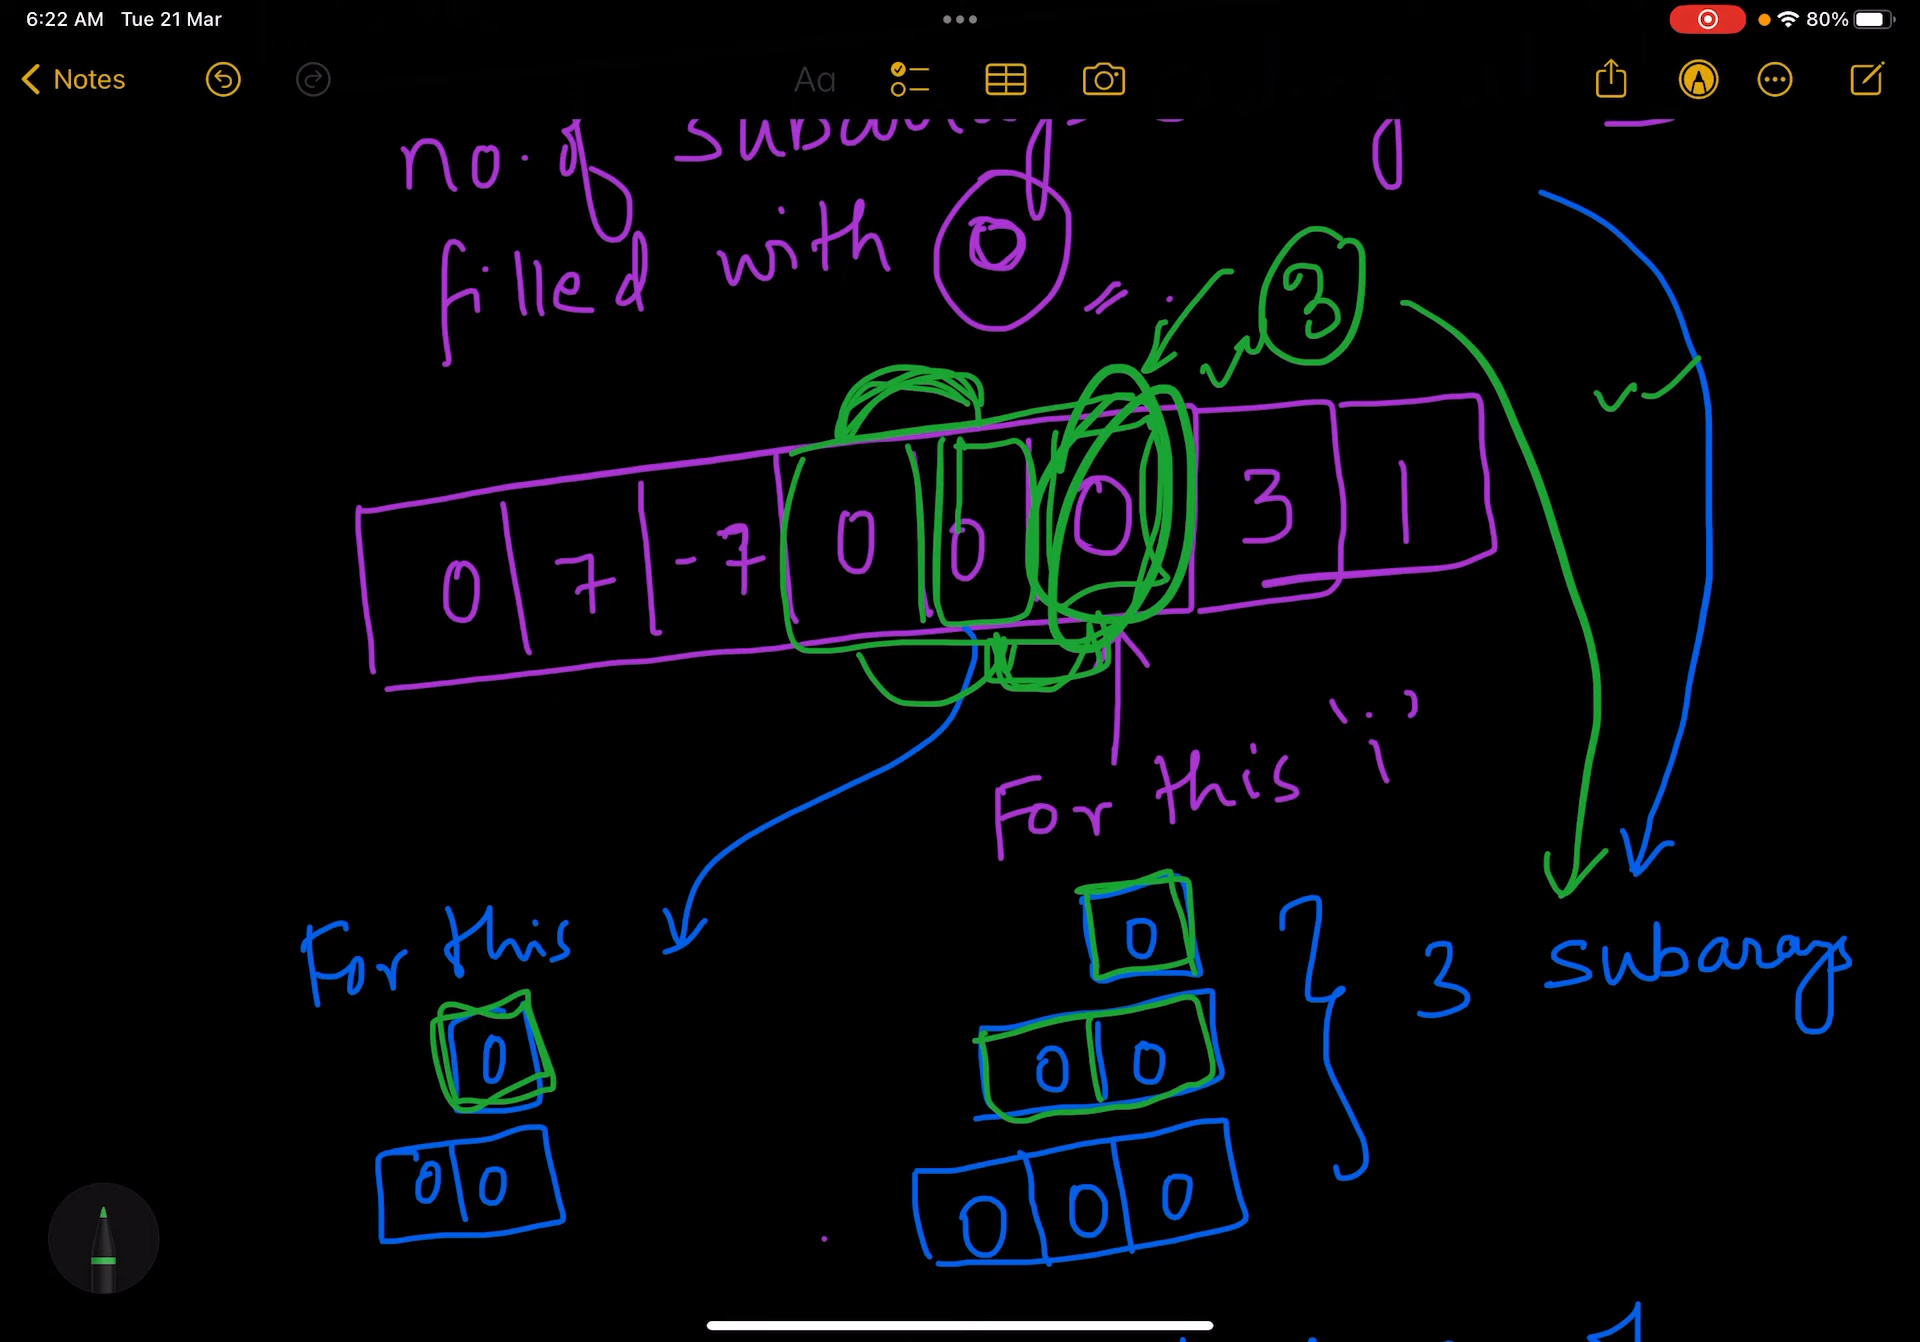 6:22 AM Tue 21 Mar
80%
Notes
Aa
no. of subarrays
filled with 0
3
0 7 -7 0 0 0 3 1
For this 'i'
For this
0
0 0
0
0 0
0 0 0
3 subarays